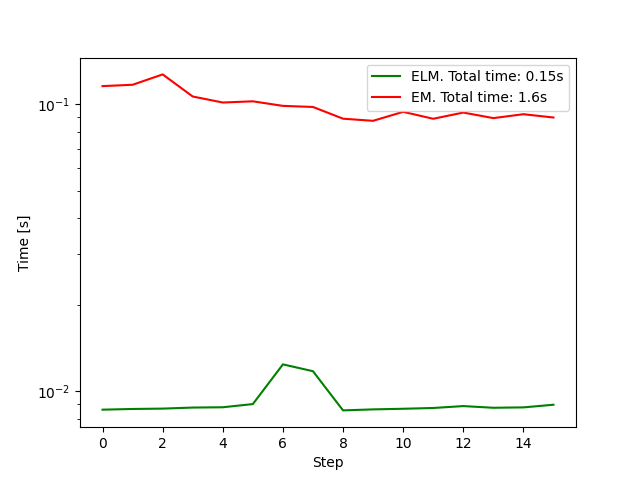 ELM. Total time: 0.15s
EM. Total time: 1.6s
10⁻¹
Time [s]
10⁻²
0 2 4 6 8 10 12 14
Step